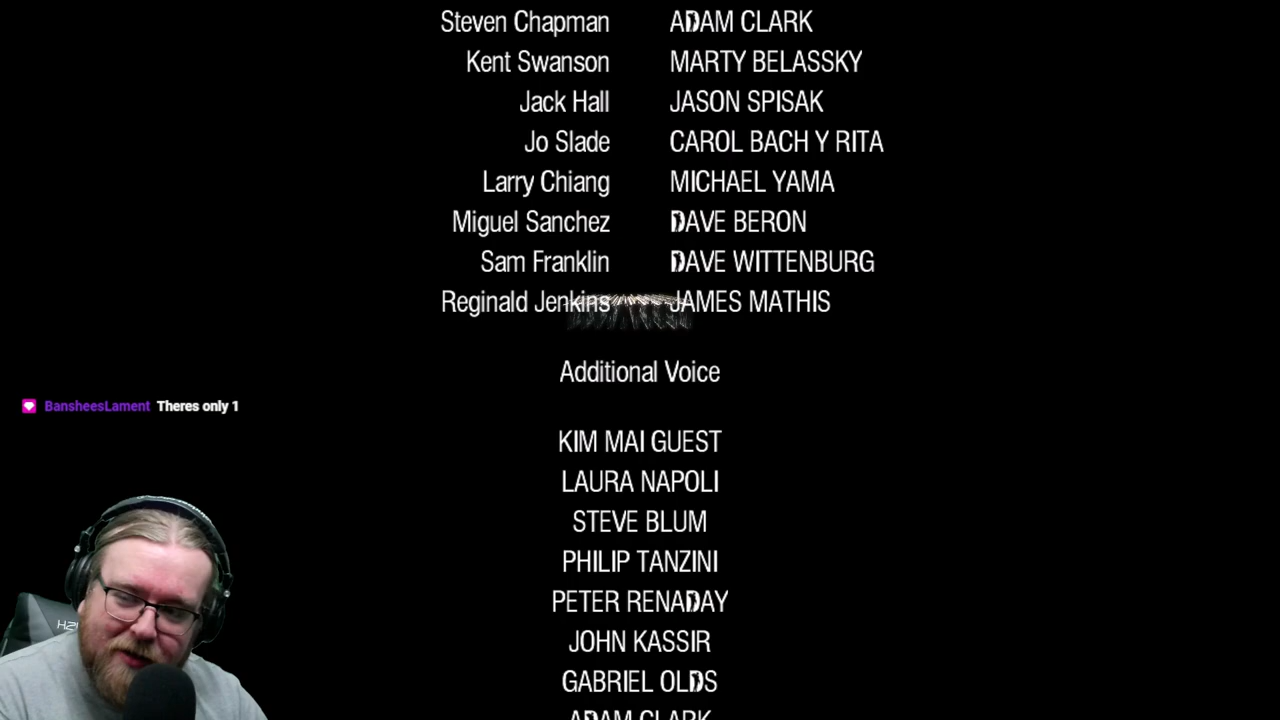 Steven Chapman ADAM CLARK
Kent Swanson MARTY BELASSKY
Jack Hall JASON SPISAK
Jo Slade CAROL BACH Y RITA
Larry Chiang MICHAEL YAMA
Miguel Sanchez DAVE BERON
Sam Franklin DAVE WITTENBURG
Reginald Jenkins JAMES MATHIS
Additional Voice
BansheesLament Theres only 1
KIM MAI GUEST
LAURA NAPOLI
STEVE BLUM
PHILIP TANZINI
PETER RENADAY
JOHN KASSIR
GABRIEL OLDS
ADAM CLARK